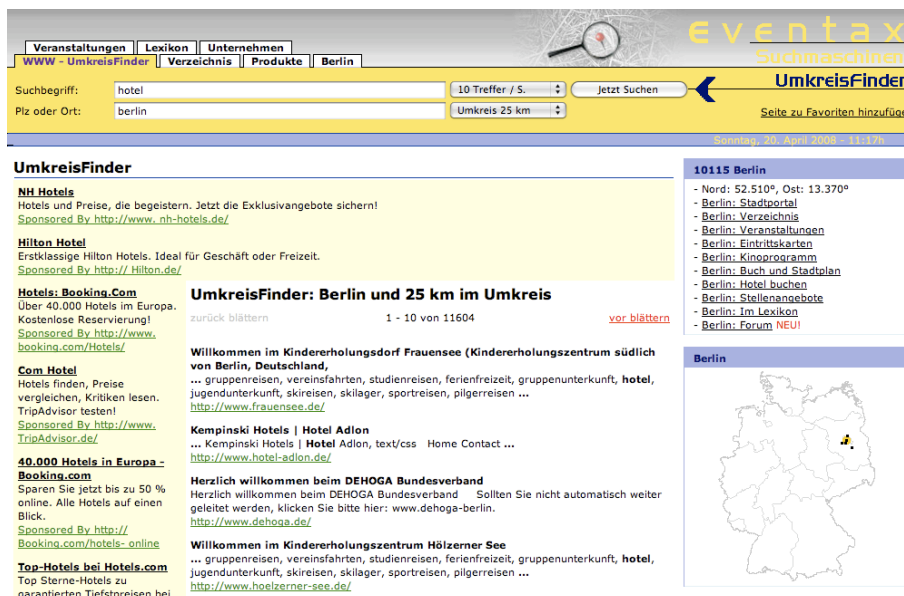 eventax
Suchmaschinen
UmkreisFinder
Veranstaltungen Lexikon Unternehmen
WWW - UmkreisFinder Verzeichnis Produkte Berlin
Suchbegriff: hotel 10 Treffer / S. Jetzt Suchen
Plz oder Ort: berlin Umkreis 25 km
Seite zu Favoriten hinzufüge
Sonntag, 20. April 2008 - 11:17h
UmkreisFinder
NH Hotels
Hotels und Preise, die begeistern. Jetzt die Exklusivangebote sichern!
Sponsored By http://www. nh-hotels.de/
Hilton Hotel
Erstklassige Hilton Hotels. Ideal für Geschäft oder Freizeit.
Sponsored By http:// Hilton.de/
Hotels: Booking.Com
Über 40.000 Hotels im Europa.
Kostenlose Reservierung!
Sponsored By http://www.
booking.com/Hotels/
Com Hotel
Hotels finden, Preise
vergleichen, Kritiken lesen.
TripAdvisor testen!
Sponsored By http://www.
TripAdvisor.de/
40.000 Hotels in Europa -
Booking.com
Sparen Sie jetzt bis zu 50 %
online. Alle Hotels auf einen
Blick.
Sponsored By http://
Booking.com/hotels- online
Top-Hotels bei Hotels.com
Top Sterne-Hotels zu
garantierten Tiefstpreisen bei
UmkreisFinder: Berlin und 25 km im Umkreis
zurück blättern 1 - 10 von 11604 vor blättern
Willkommen im Kindererholungsdorf Frauensee (Kindererholungszentrum südlich
von Berlin, Deutschland,
... gruppenreisen, vereinsfahrten, studienreisen, ferienfreizeit, gruppenunterkunft, hotel,
jugendunterkunft, skireisen, skilager, sportreisen, pilgerreisen ...
http://www.frauensee.de/
Kempinski Hotels | Hotel Adlon
... Kempinski Hotels | Hotel Adlon, text/css Home Contact ...
http://www.hotel-adlon.de/
Herzlich willkommen beim DEHOGA Bundesverband
Herzlich willkommen beim DEHOGA Bundesverband Sollten Sie nicht automatisch weiter
geleitet werden, klicken Sie bitte hier: www.dehoga-berlin.
http://www.dehoga.de/
Willkommen im Kindererholungszentrum Hölzerner See
... gruppenreisen, vereinsfahrten, studienreisen, ferienfreizeit, gruppenunterkunft, hotel,
jugendunterkunft, skireisen, skilager, sportreisen, pilgerreisen ...
http://www.hoelzerner-see.de/
10115 Berlin
- Nord: 52.510°, Ost: 13.370°
- Berlin: Stadtportal
- Berlin: Verzeichnis
- Berlin: Veranstaltungen
- Berlin: Eintrittskarten
- Berlin: Kinoprogramm
- Berlin: Buch und Stadtplan
- Berlin: Hotel buchen
- Berlin: Stellenangebote
- Berlin: Im Lexikon
- Berlin: Forum NEU!
Berlin